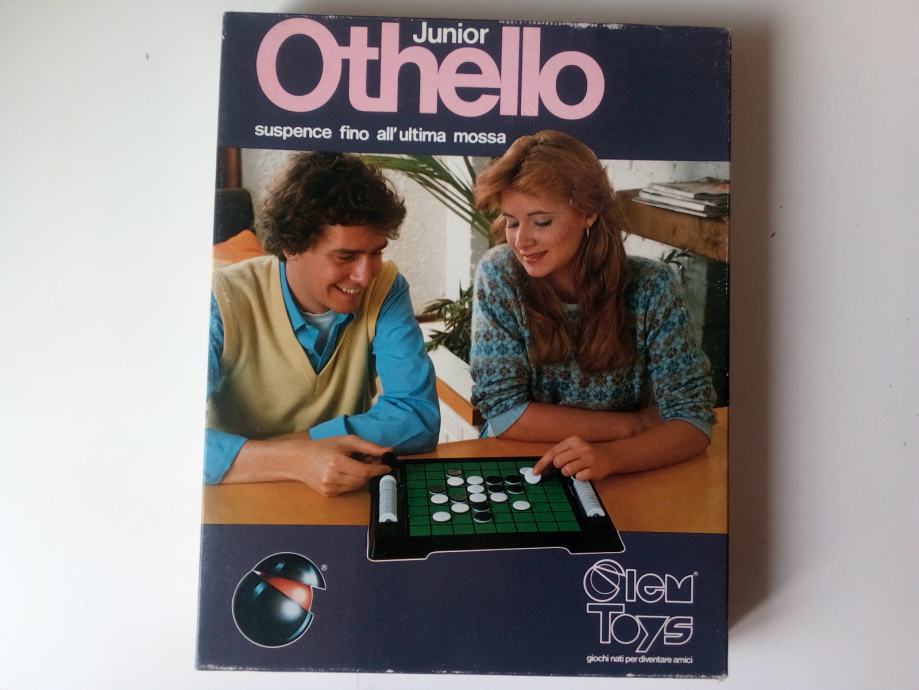 Junior
Othello
suspence fino all'ultima mossa
®
Clem®
Toys
giochi nati per diventare amici